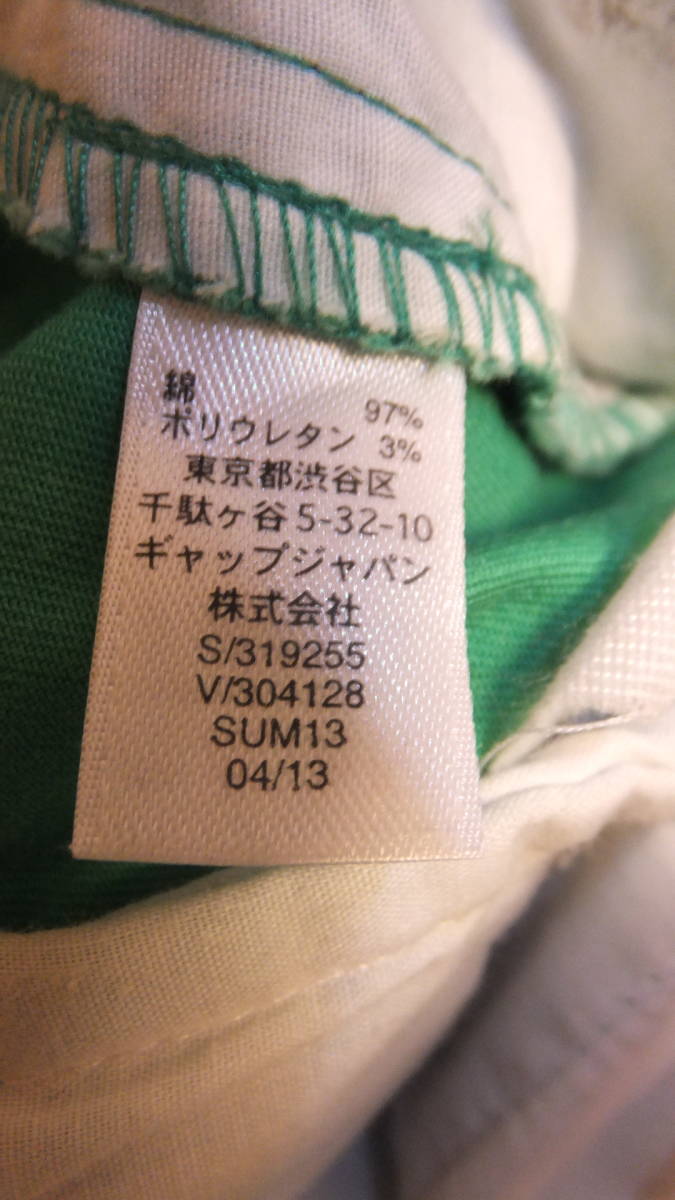 綿 97%
ポリウレタン 3%
東京都渋谷区
千駄ヶ谷5-32-10
ギャップジャパン
株式会社
S/319255
V/304128
SUM13
04/13